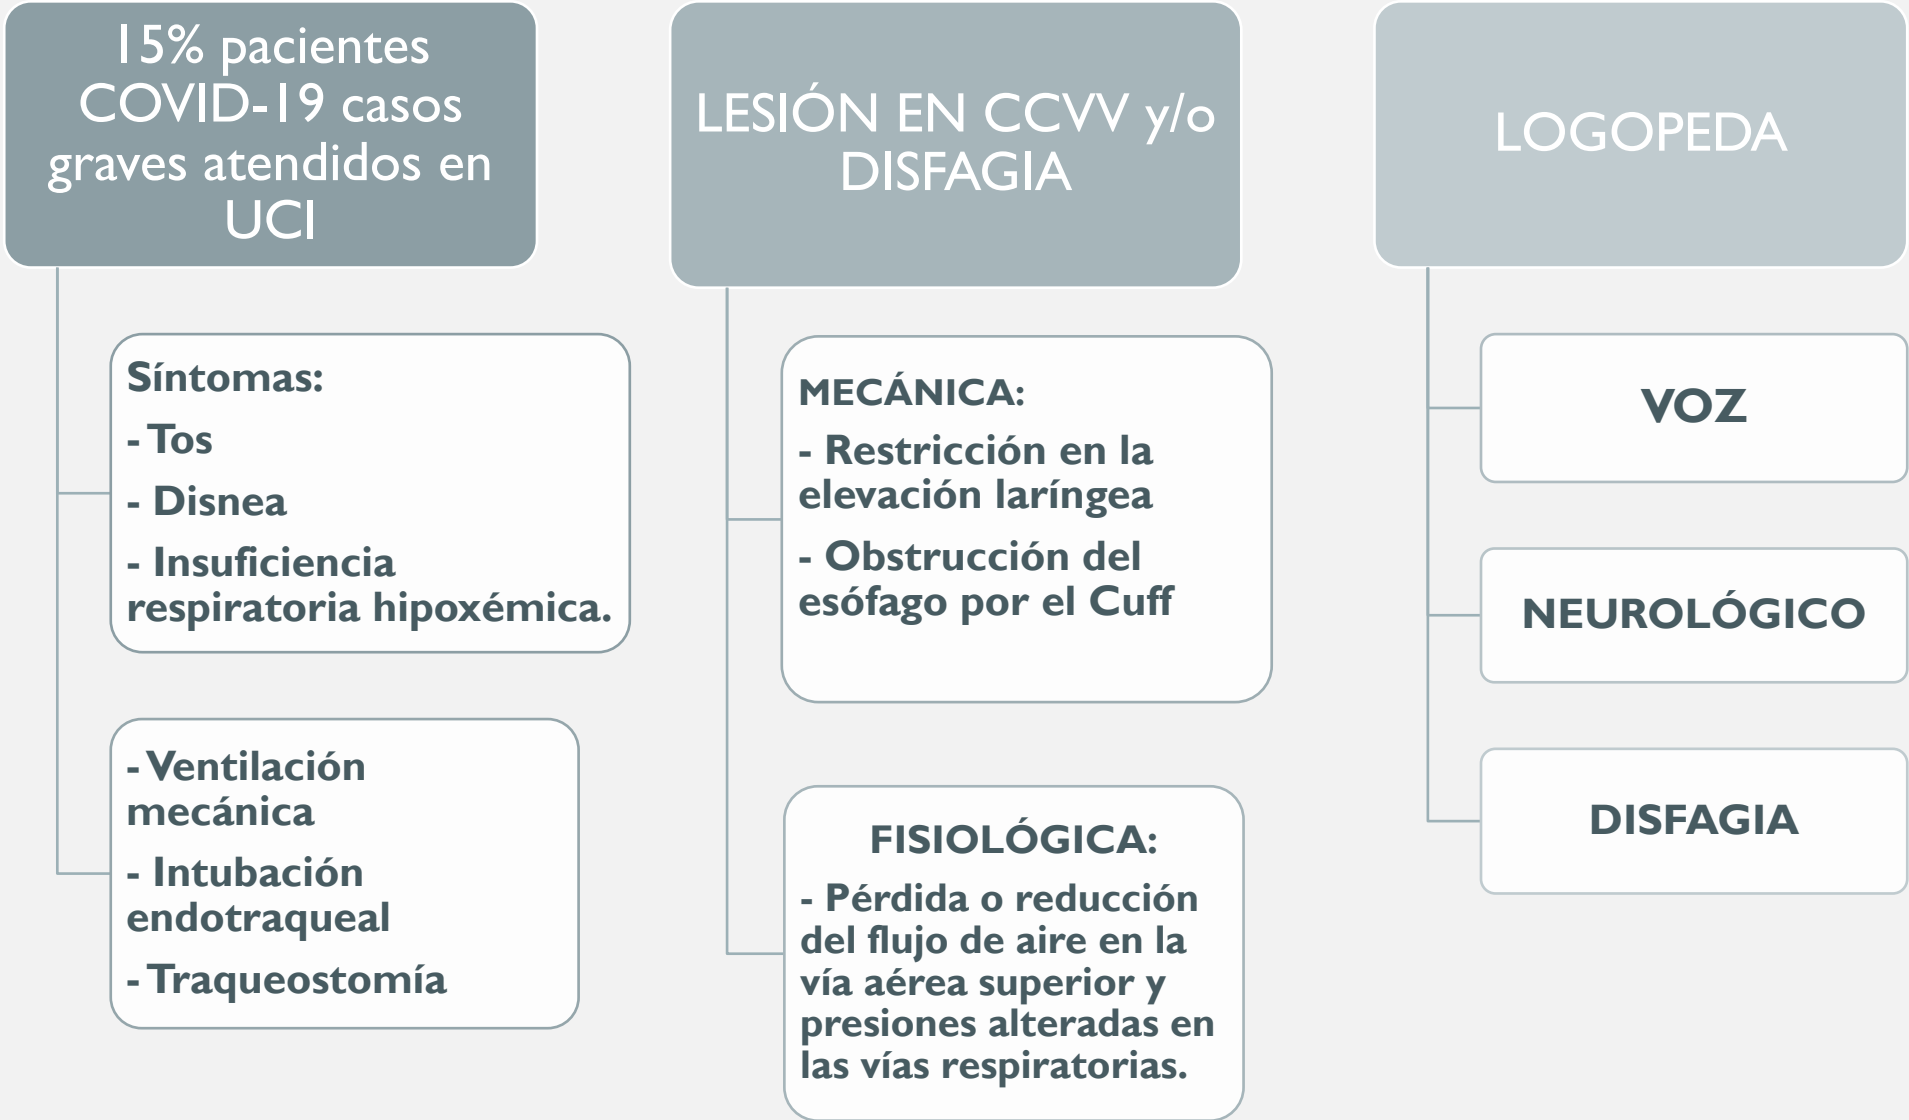 15% pacientes
COVID-19 casos
graves atendidos en
UCI
Síntomas:
- Tos
- Disnea
- Insuficiencia
respiratoria hipoxémica.
- Ventilación
mecánica
- Intubación
endotraqueal
- Traqueostomía
LESIÓN EN CCVV y/o
DISFAGIA
MECÁNICA:
- Restricción en la
elevación laríngea
- Obstrucción del
esófago por el Cuff
FISIOLÓGICA:
- Pérdida o reducción
del flujo de aire en la
vía aérea superior y
presiones alteradas en
las vías respiratorias.
LOGOPEDA
VOZ
NEUROLÓGICO
DISFAGIA